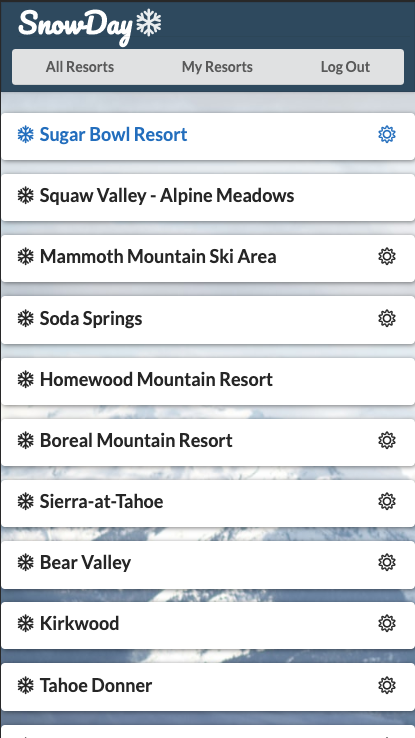 SnowDay
All Resorts My Resorts Log Out
Sugar Bowl Resort
Squaw Valley - Alpine Meadows
Mammoth Mountain Ski Area
Soda Springs
Homewood Mountain Resort
Boreal Mountain Resort
Sierra-at-Tahoe
Bear Valley
Kirkwood
Tahoe Donner